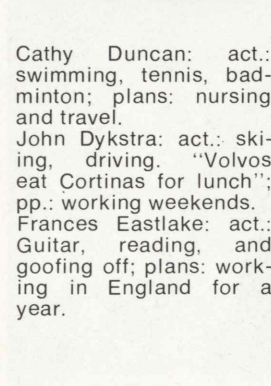 Cathy Duncan: act.:
swimming, tennis, bad-
minton; plans: nursing
and travel.
John Dykstra: act.: ski-
ing, driving. "Volvos
eat Cortinas for lunch";
pp.: working weekends.
Frances Eastlake: act.:
Guitar, reading, and
goofing off; plans: work-
ing in England for a
year.